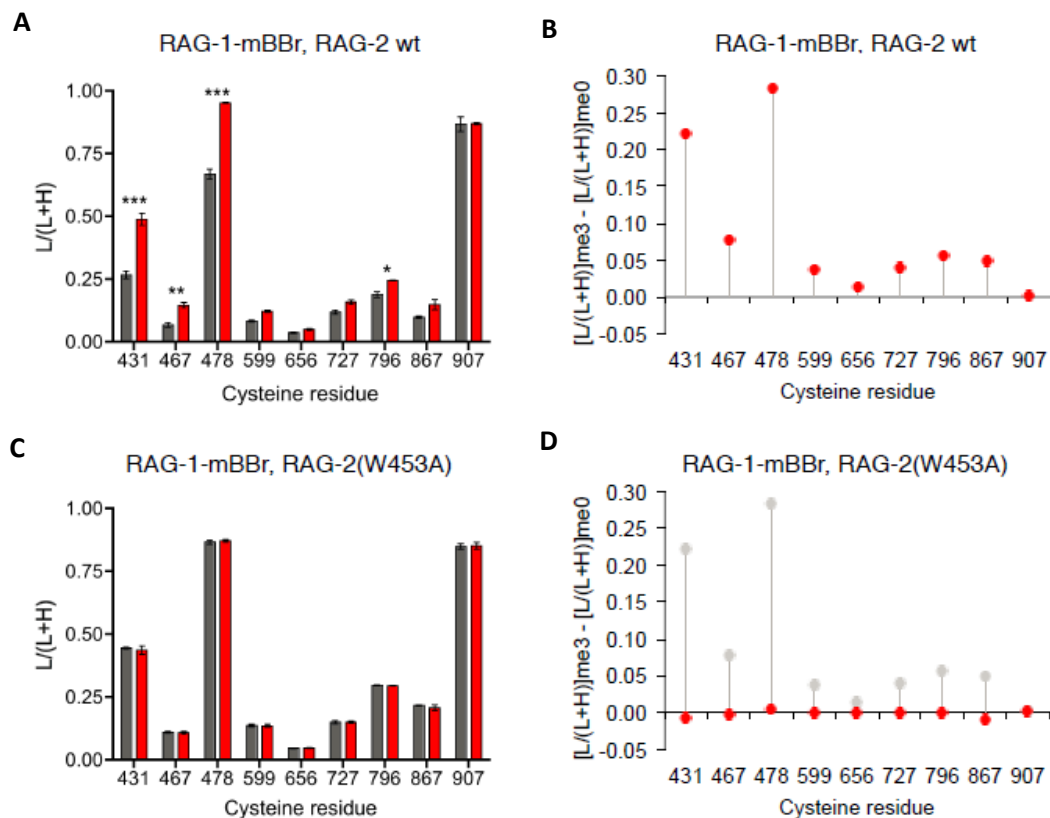 A
RAG-1-mBBr, RAG-2 wt
L/(L+H)
1.00
0.75
0.50
0.25
0.00
***
**
***
*
431 467 478 599 656 727 796 867 907
Cysteine residue
B
RAG-1-mBBr, RAG-2 wt
[L/(L+H)]me3 - [L/(L+H)]me0
0.30
0.25
0.20
0.15
0.10
0.05
0.00
-0.05
431 467 478 599 656 727 796 867 907
Cysteine residue
C
RAG-1-mBBr, RAG-2(W453A)
L/(L+H)
1.00
0.75
0.50
0.25
0.00
431 467 478 599 656 727 796 867 907
Cysteine residue
D
RAG-1-mBBr, RAG-2(W453A)
[L/(L+H)]me3 - [L/(L+H)]me0
0.30
0.25
0.20
0.15
0.10
0.05
0.00
-0.05
431 467 478 599 656 727 796 867 907
Cysteine residue